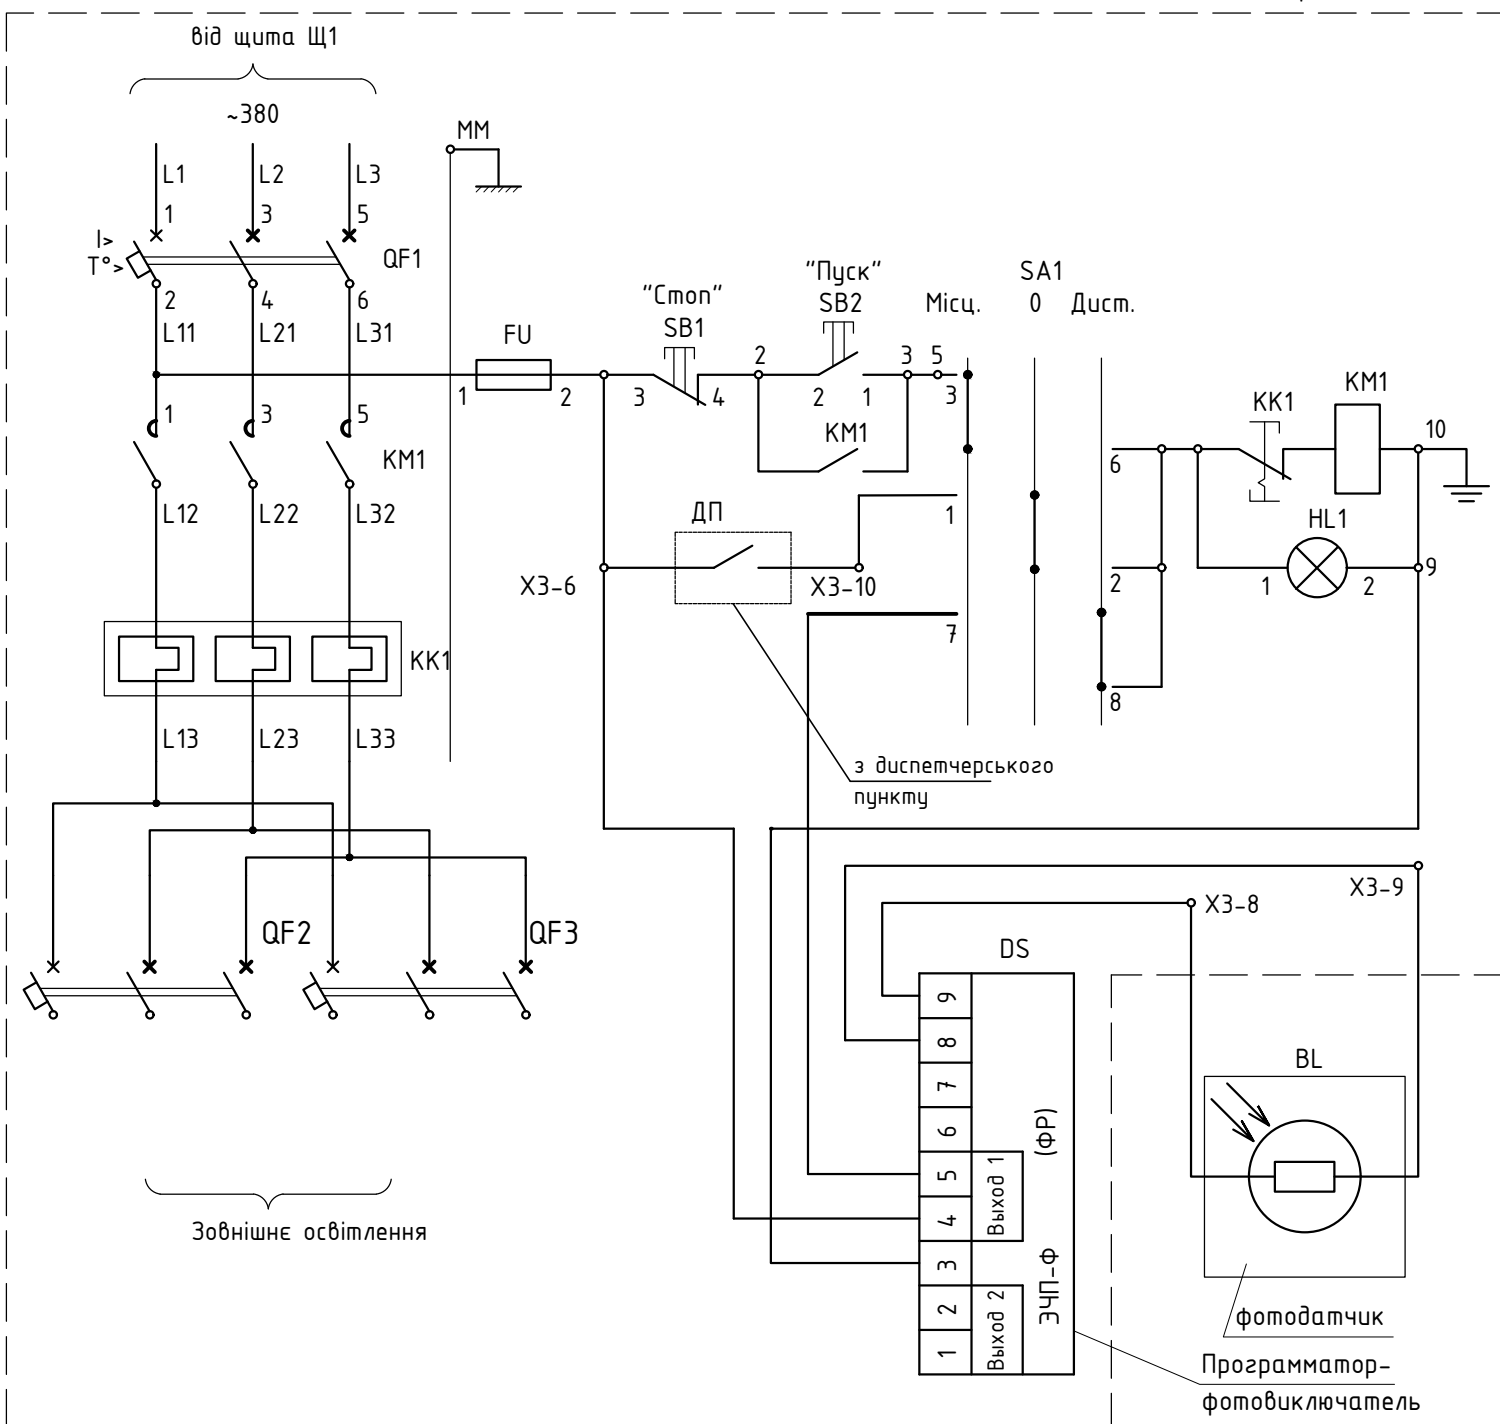 від щита Щ1
~380
MM
L1
L2
L3
1
3
5
I>
T°>
QF1
2
4
6
L11
L21
L31
FU
1
2
"Стоп"
SB1
3
4
"Пуск"
SB2
2
2
1
3
5
3
KM1
SA1
Місц.
0
Дист.
1
3
5
KM1
L12
L22
L32
ДП
X3-6
X3-10
1
7
6
2
8
KK1
KM1
10
HL1
1
2
9
KK1
L13
L23
L33
з диспетчерського
пункту
X3-9
X3-8
QF2
QF3
DS
9
8
7
6
5
4
3
2
1
Выход 1
Выход 2
(ФР)
ЭЧП-Ф
BL
Зовнішнє освітлення
фотодатчик
Программатор-
фотовиключатель